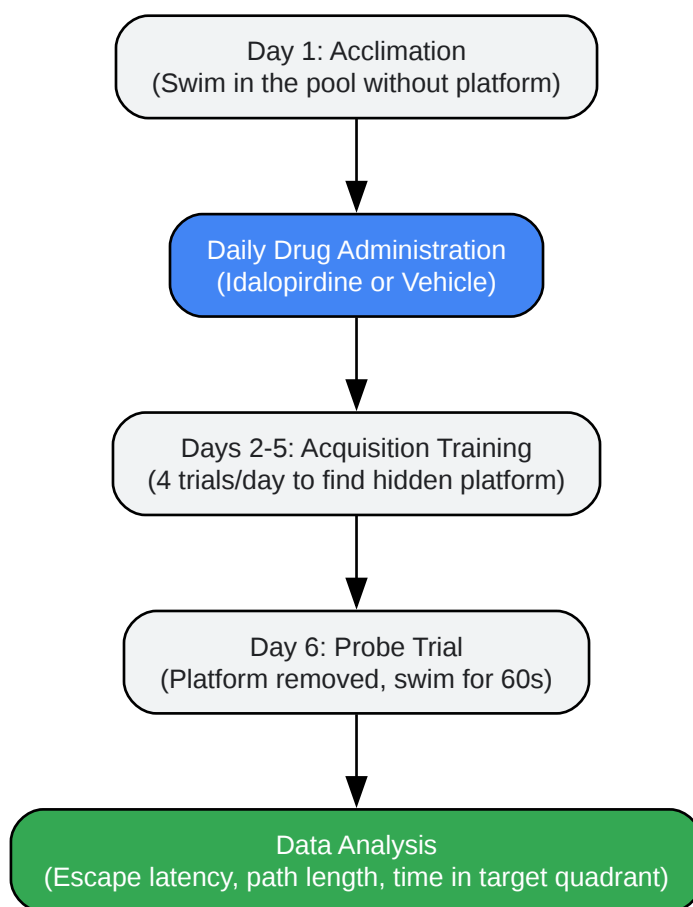 Day 1: Acclimation
(Swim in the pool without platform)
Daily Drug Administration
(Idalopirdine or Vehicle)
Days 2-5: Acquisition Training
(4 trials/day to find hidden platform)
Day 6: Probe Trial
(Platform removed, swim for 60s)
Data Analysis
(Escape latency, path length, time in target quadrant)